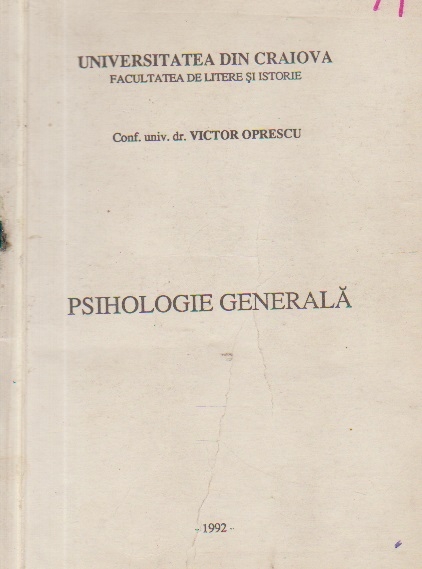 UNIVERSITATEA DIN CRAIOVA
FACULTATEA DE LITERE ŞI ISTORIE
Conf. univ. dr. VICTOR OPRESCU
PSIHOLOGIE GENERALĂ
- 1992 -